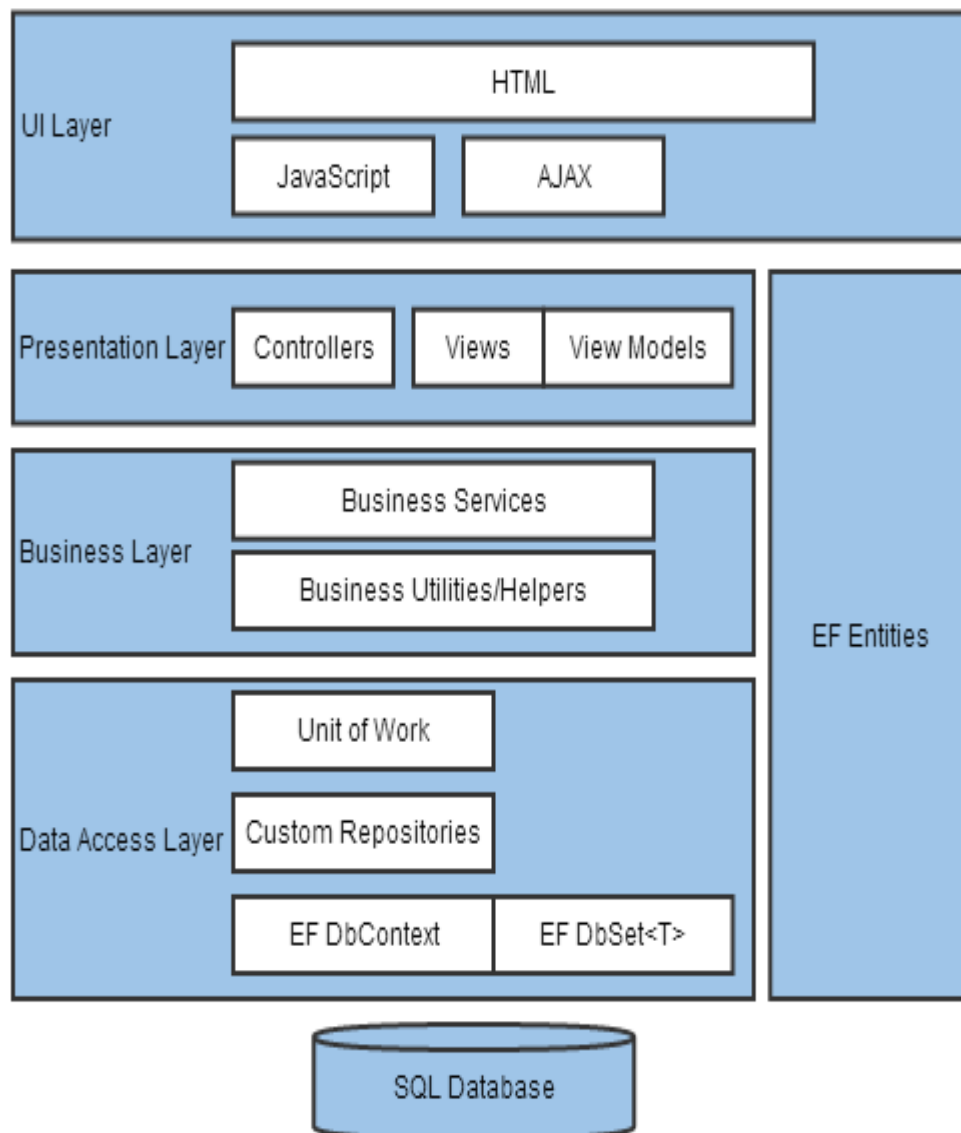 HTML
UI Layer
JavaScript
AJAX
Presentation Layer
Controllers
Views
View Models
Business Services
Business Layer
Business Utilities/Helpers
EF Entities
Unit of Work
Data Access Layer
Custom Repositories
EF DbContext
EF DbSet<T>
SQL Database